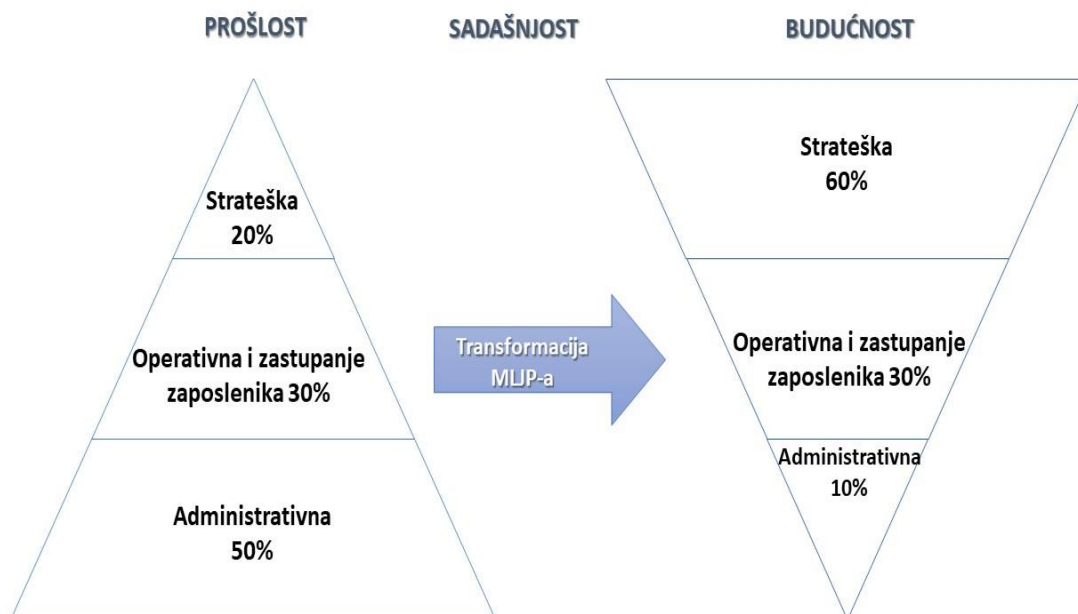 PROŠLOST
SADAŠNJOST
BUDUĆNOST
Strateška
20%
Operativna i zastupanje
zaposlenika 30%
Administrativna
50%
Transformacija
MLJP-a
Strateška
60%
Operativna i zastupanje
zaposlenika 30%
Administrativna
10%